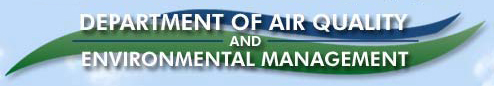 DEPARTMENT OF AIR QUALITY
AND
ENVIRONMENTAL MANAGEMENT